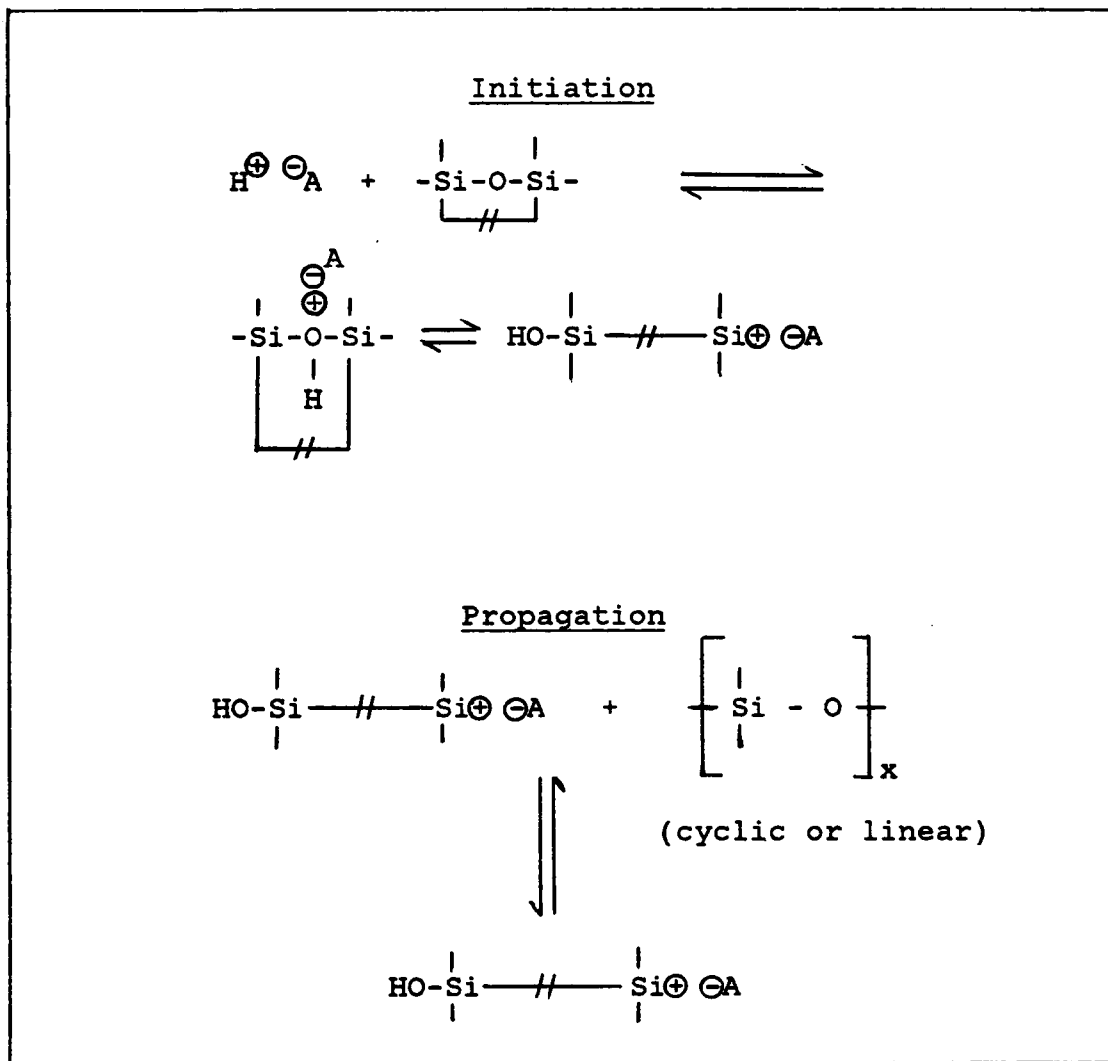 Initiation
H⊕ ⊖A + -Si-O-Si-
⊖A
⊕
-Si-O-Si- HO-Si—//—Si⊕ ⊖A
H
Propagation
HO-Si—//—Si⊕ ⊖A + [Si - O]x
(cyclic or linear)
HO-Si—//—Si⊕ ⊖A